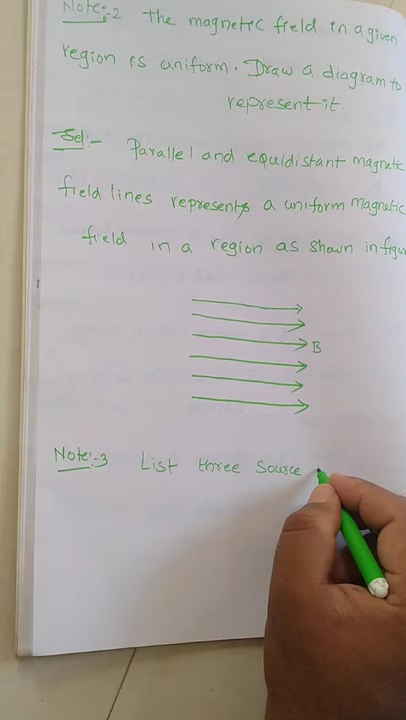 Note:-2 The magnetic field in a given
region is uniform. Draw a diagram to
represent it.
Sol:- Parallel and equidistant magnetic
field lines represents a uniform magnetic
field in a region as shown in figur
B
Note:-3 List three source